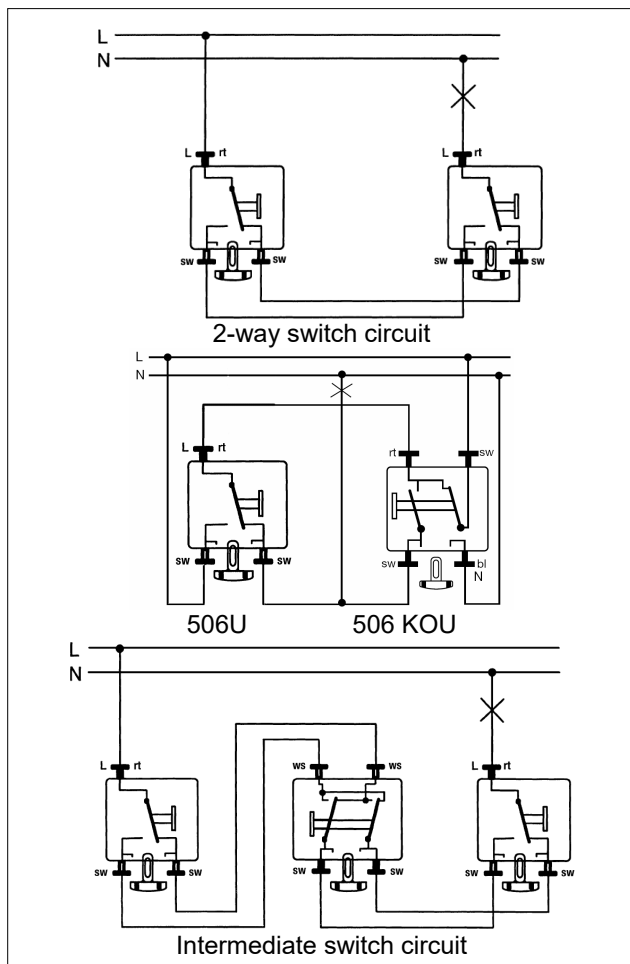 L
N
L rt
L rt
sw sw
sw sw
2-way switch circuit
L
N
L rt
rt sw
sw sw
sw bl
N
506U 506 KOU
L
N
L rt
ws ws
L rt
sw sw
sw sw
sw sw
Intermediate switch circuit